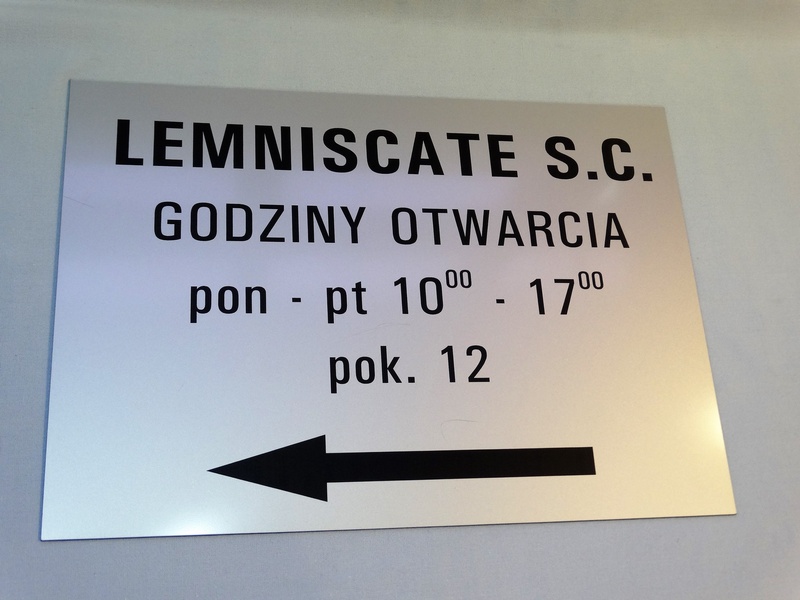 LEMNISCATE S.C.
GODZINY OTWARCIA
pon - pt 10⁰⁰ - 17⁰⁰
pok. 12